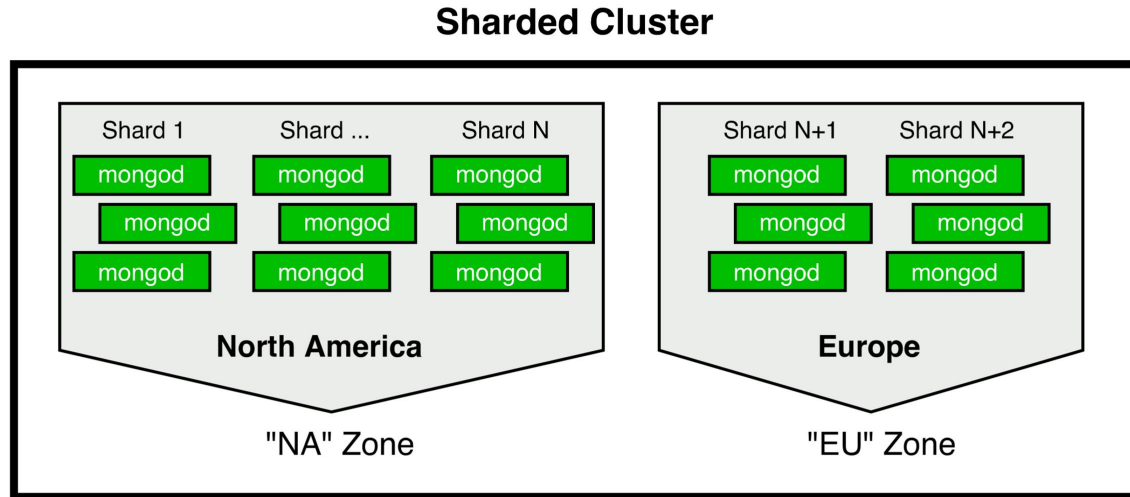 Sharded Cluster
Shard 1 Shard ... Shard N
mongod mongod mongod
mongod mongod mongod
mongod mongod mongod
North America
"NA" Zone
Shard N+1 Shard N+2
mongod mongod
mongod mongod
mongod mongod
Europe
"EU" Zone